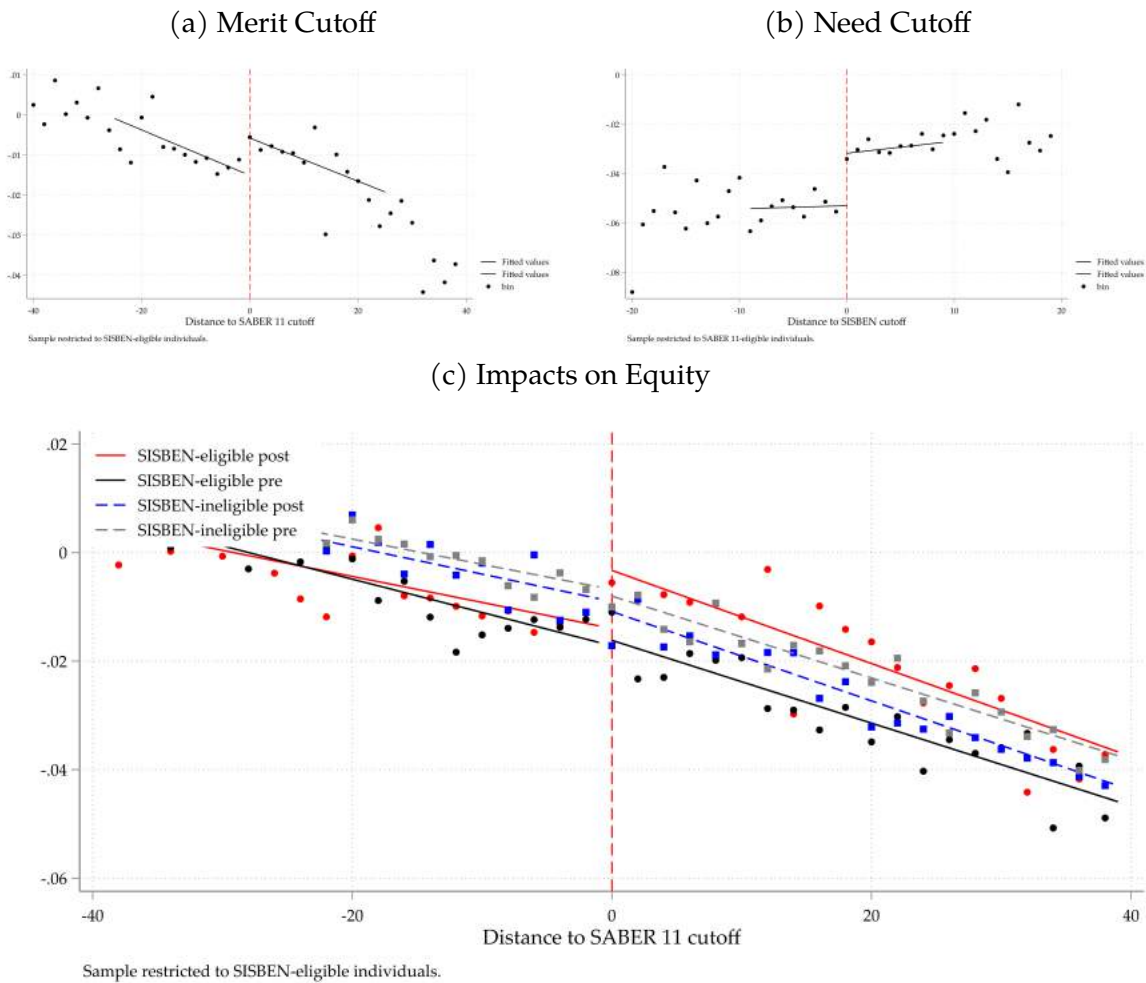 (a) Merit Cutoff
.01
0
-.01
-.02
-.03
-.04
-40
-20
0
20
40
Fitted values
Fitted values
bin
Distance to SABER 11 cutoff
Sample restricted to SISBEN-eligible individuals.
(b) Need Cutoff
0
-.02
-.04
-.06
-.08
-20
-10
0
10
20
Fitted values
Fitted values
bin
Distance to SISBEN cutoff
Sample restricted to SABER 11-eligible individuals.
(c) Impacts on Equity
.02
0
-.02
-.04
-.06
SISBEN-eligible post
SISBEN-eligible pre
SISBEN-ineligible post
SISBEN-ineligible pre
-40
-20
0
20
40
Distance to SABER 11 cutoff
Sample restricted to SISBEN-eligible individuals.